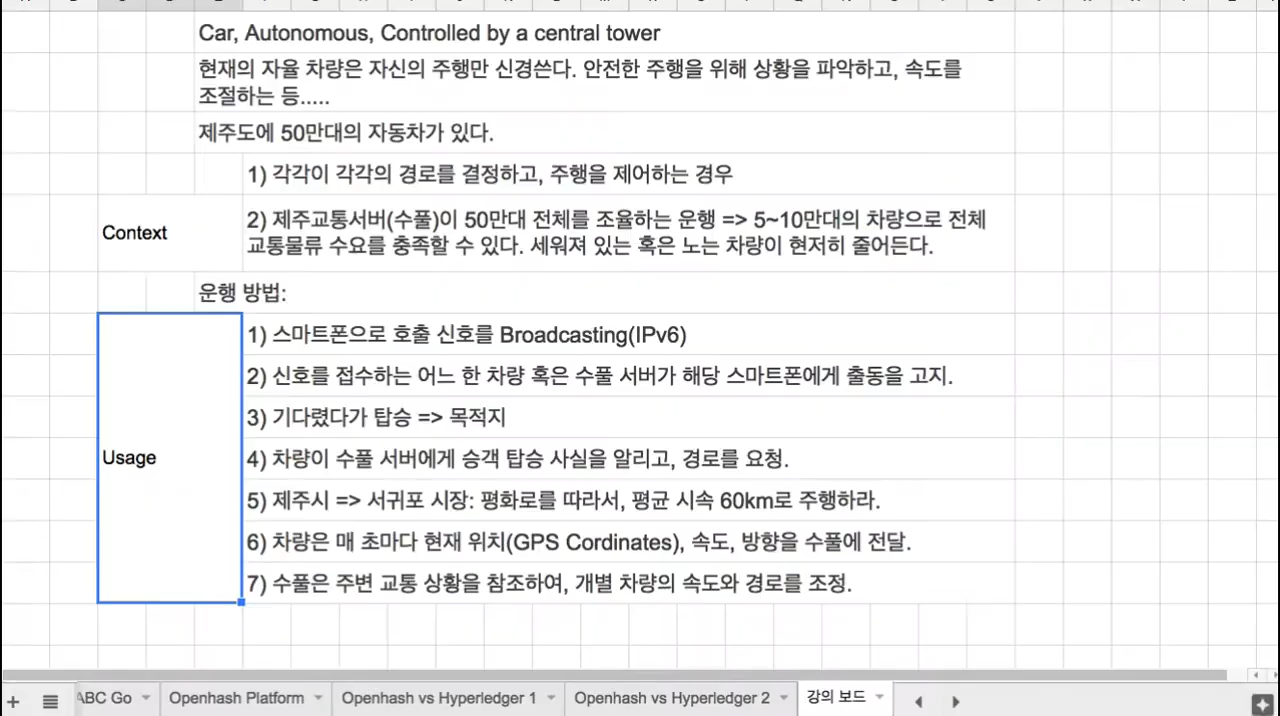 Car, Autonomous, Controlled by a central tower
현재의 자율 차량은 자신의 주행만 신경쓴다. 안전한 주행을 위해 상황을 파악하고, 속도를
조절하는 등.....
제주도에 50만대의 자동차가 있다.
1) 각각이 각각의 경로를 결정하고, 주행을 제어하는 경우
Context
2) 제주교통서버(수풀)이 50만대 전체를 조율하는 운행 => 5~10만대의 차량으로 전체
교통물류 수요를 충족할 수 있다. 세워져 있는 혹은 노는 차량이 현저히 줄어든다.
운행 방법:
1) 스마트폰으로 호출 신호를 Broadcasting(IPv6)
2) 신호를 접수하는 어느 한 차량 혹은 수풀 서버가 해당 스마트폰에게 출동을 고지.
3) 기다렸다가 탑승 => 목적지
Usage
4) 차량이 수풀 서버에게 승객 탑승 사실을 알리고, 경로를 요청.
5) 제주시 => 서귀포 시장: 평화로를 따라서, 평균 시속 60km로 주행하라.
6) 차량은 매 초마다 현재 위치(GPS Cordinates), 속도, 방향을 수풀에 전달.
7) 수풀은 주변 교통 상황을 참조하여, 개별 차량의 속도와 경로를 조정.
ABC Go
Openhash Platform
Openhash vs Hyperledger 1
Openhash vs Hyperledger 2
강의 보드